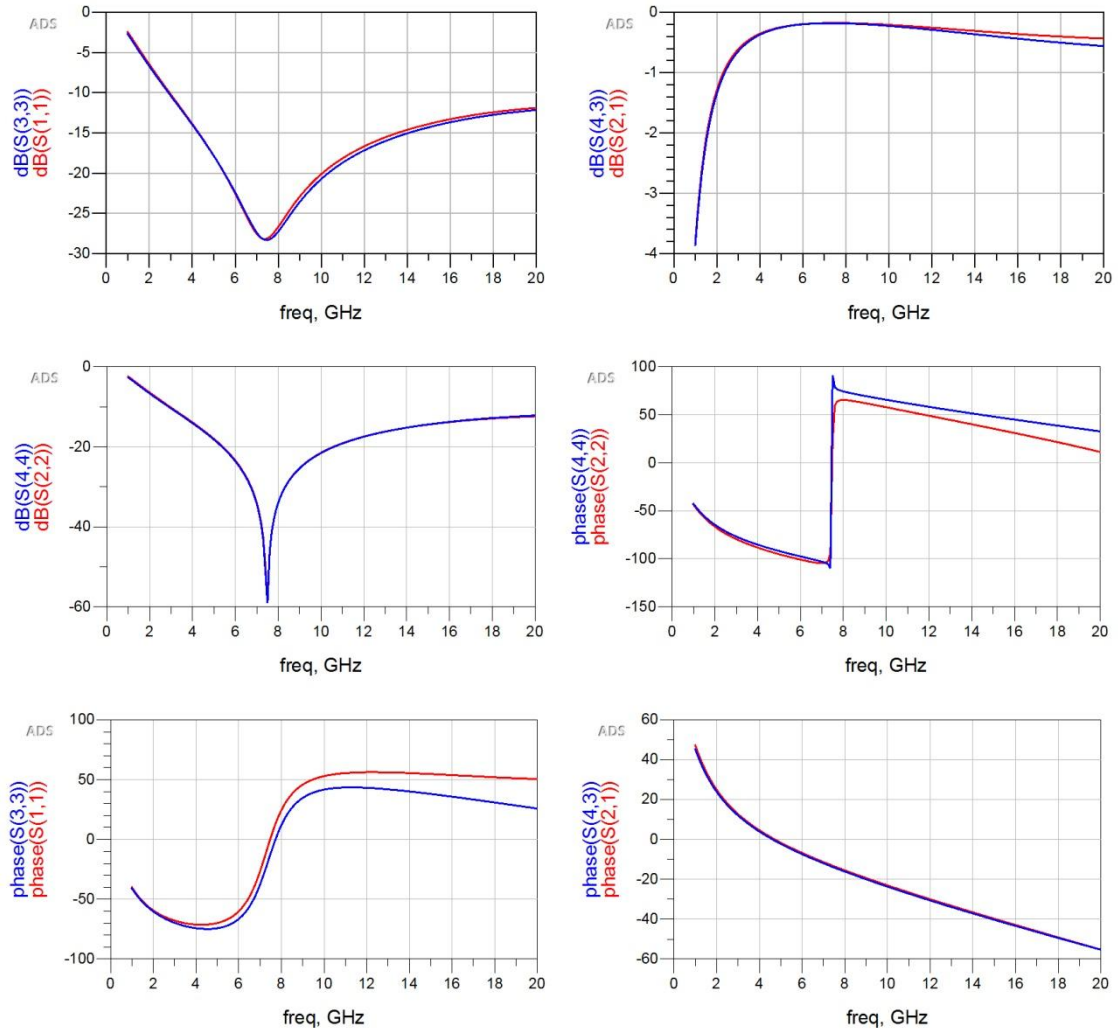 ADS
dB(S(3,3))
dB(S(1,1))
0
-5
-10
-15
-20
-25
-30
0 2 4 6 8 10 12 14 16 18 20
freq, GHz
ADS
dB(S(4,3))
dB(S(2,1))
0
-1
-2
-3
-4
0 2 4 6 8 10 12 14 16 18 20
freq, GHz
ADS
dB(S(4,4))
dB(S(2,2))
0
-20
-40
-60
0 2 4 6 8 10 12 14 16 18 20
freq, GHz
ADS
phase(S(4,4))
phase(S(2,2))
100
50
0
-50
-100
-150
0 2 4 6 8 10 12 14 16 18 20
freq, GHz
ADS
phase(S(3,3))
phase(S(1,1))
100
50
0
-50
-100
0 2 4 6 8 10 12 14 16 18 20
freq, GHz
ADS
phase(S(4,3))
phase(S(2,1))
60
40
20
0
-20
-40
-60
0 2 4 6 8 10 12 14 16 18 20
freq, GHz